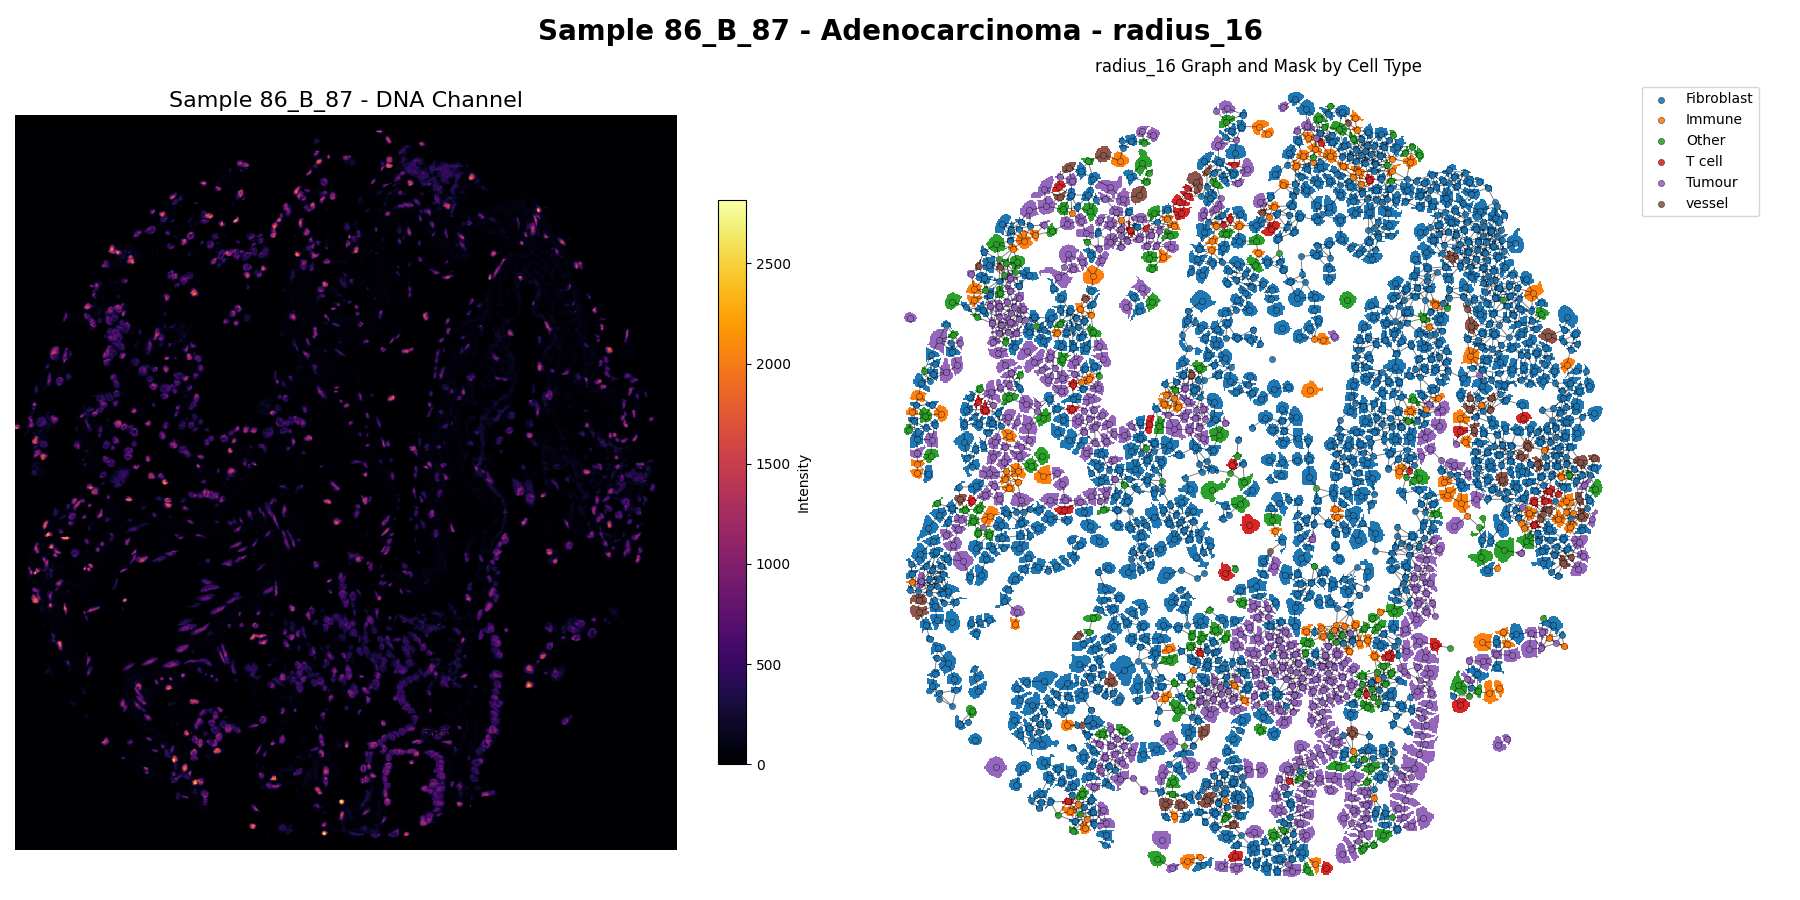 Sample 86_B_87 - Adenocarcinoma - radius_16
radius_16 Graph and Mask by Cell Type
Sample 86_B_87 - DNA Channel
Fibroblast
Immune
Other
T cell
Tumour
vessel
2500
2000
1500
1000
500
0
Intensity